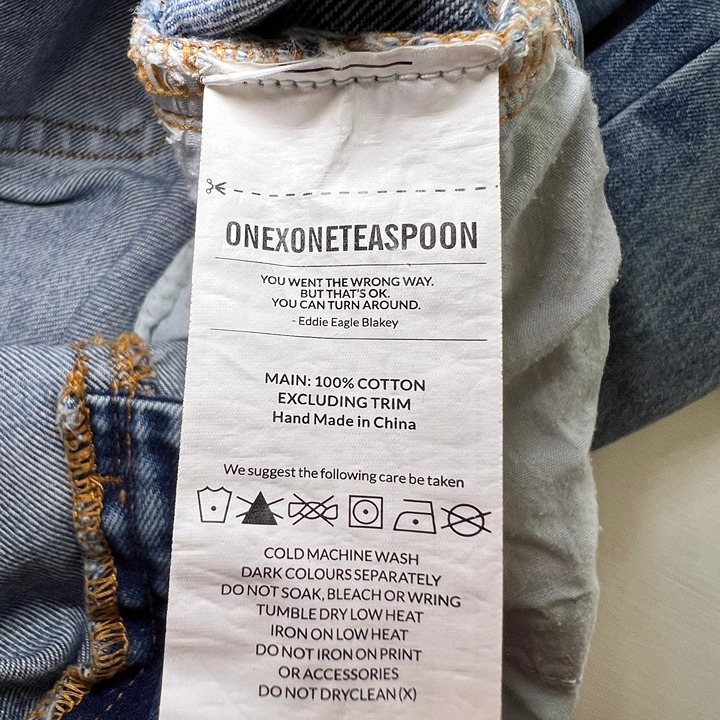 ONEXONETEASPOON
YOU WENT THE WRONG WAY.
BUT THAT'S OK.
YOU CAN TURN AROUND.
- Eddie Eagle Blakey
MAIN: 100% COTTON
EXCLUDING TRIM
Hand Made in China
We suggest the following care be taken
COLD MACHINE WASH
DARK COLOURS SEPARATELY
DO NOT SOAK, BLEACH OR WRING
TUMBLE DRY LOW HEAT
IRON ON LOW HEAT
DO NOT IRON ON PRINT
OR ACCESSORIES
DO NOT DRYCLEAN (X)